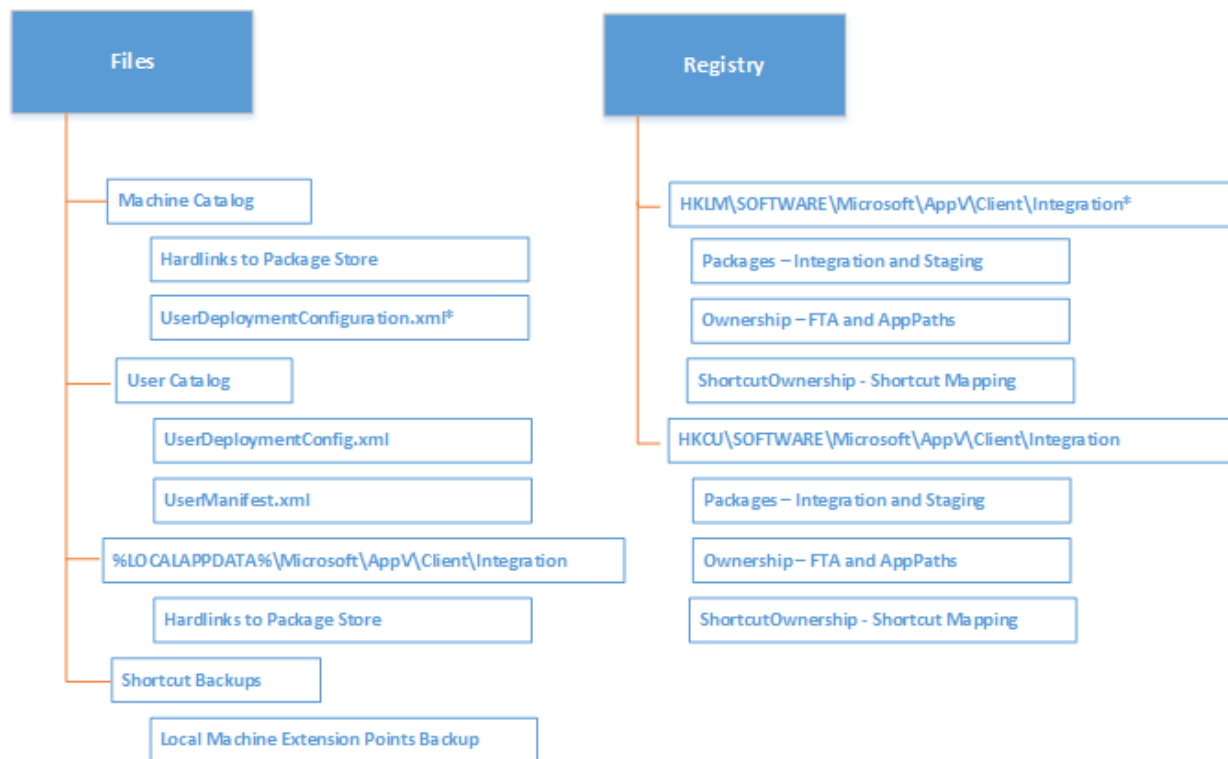 Files
Machine Catalog
Hardlinks to Package Store
UserDeploymentConfiguration.xml*
User Catalog
UserDeploymentConfig.xml
UserManifest.xml
%LOCALAPPDATA%\Microsoft\AppV\Client\Integration
Hardlinks to Package Store
Shortcut Backups
Local Machine Extension Points Backup
Registry
HKLM\SOFTWARE\Microsoft\AppV\Client\Integration*
Packages – Integration and Staging
Ownership – FTA and AppPaths
ShortcutOwnership - Shortcut Mapping
HKCU\SOFTWARE\Microsoft\AppV\Client\Integration
Packages – Integration and Staging
Ownership – FTA and AppPaths
ShortcutOwnership - Shortcut Mapping